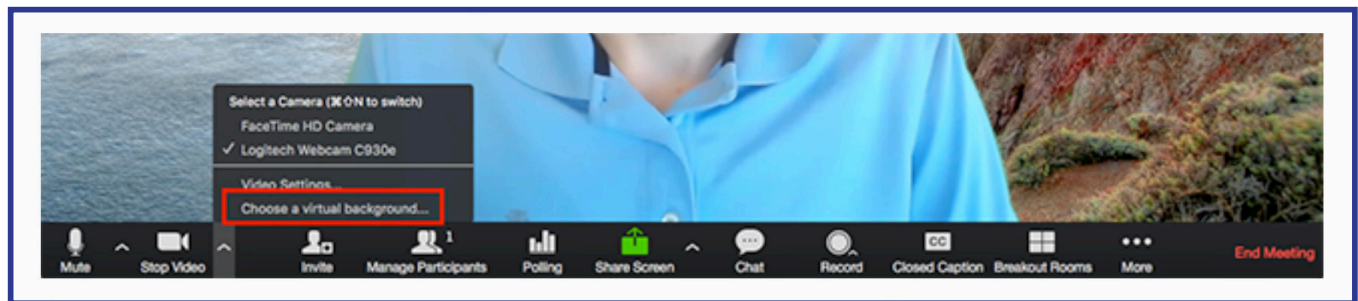 Select a Camera (⌘⇧N to switch)
FaceTime HD Camera
✓ Logitech Webcam C930e
Video Settings...
Choose a virtual background...
1
Mute Stop Video Invite Manage Participants Polling Share Screen Chat Record CC Closed Caption Breakout Rooms More End Meeting